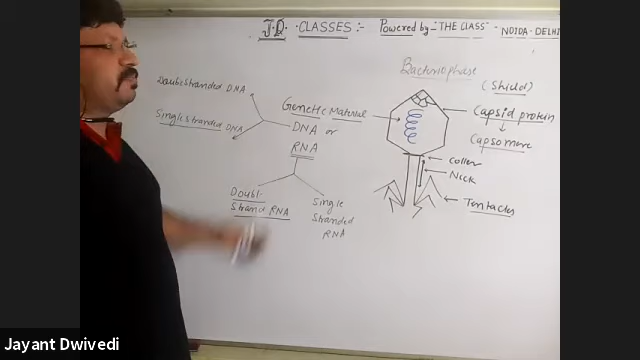 J.D. CLASSES :- Powered by - "THE CLASS" - NOIDA - DELHI
Bacteriophase
Double Stranded DNA
(Shield)
Genetic Material
Capsid protein
Single stranded DNA
DNA or
Capsomere
RNA
Coller
Neck
Double
Strand RNA
Single
Stranded
RNA
Tentacles
Jayant Dwivedi